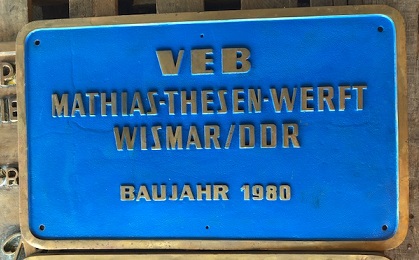 VEB
MATHIAS-THESEN-WERFT
WISMAR/DDR
BAUJAHR 1980